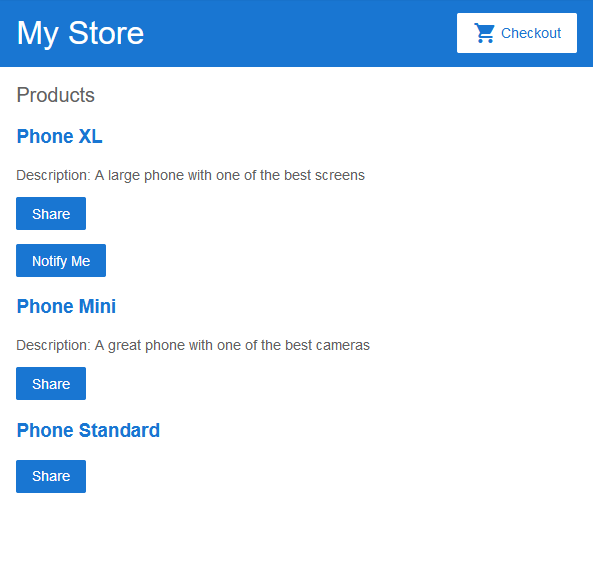 My Store
Checkout
Products
Phone XL
Description: A large phone with one of the best screens
Share
Notify Me
Phone Mini
Description: A great phone with one of the best cameras
Share
Phone Standard
Share